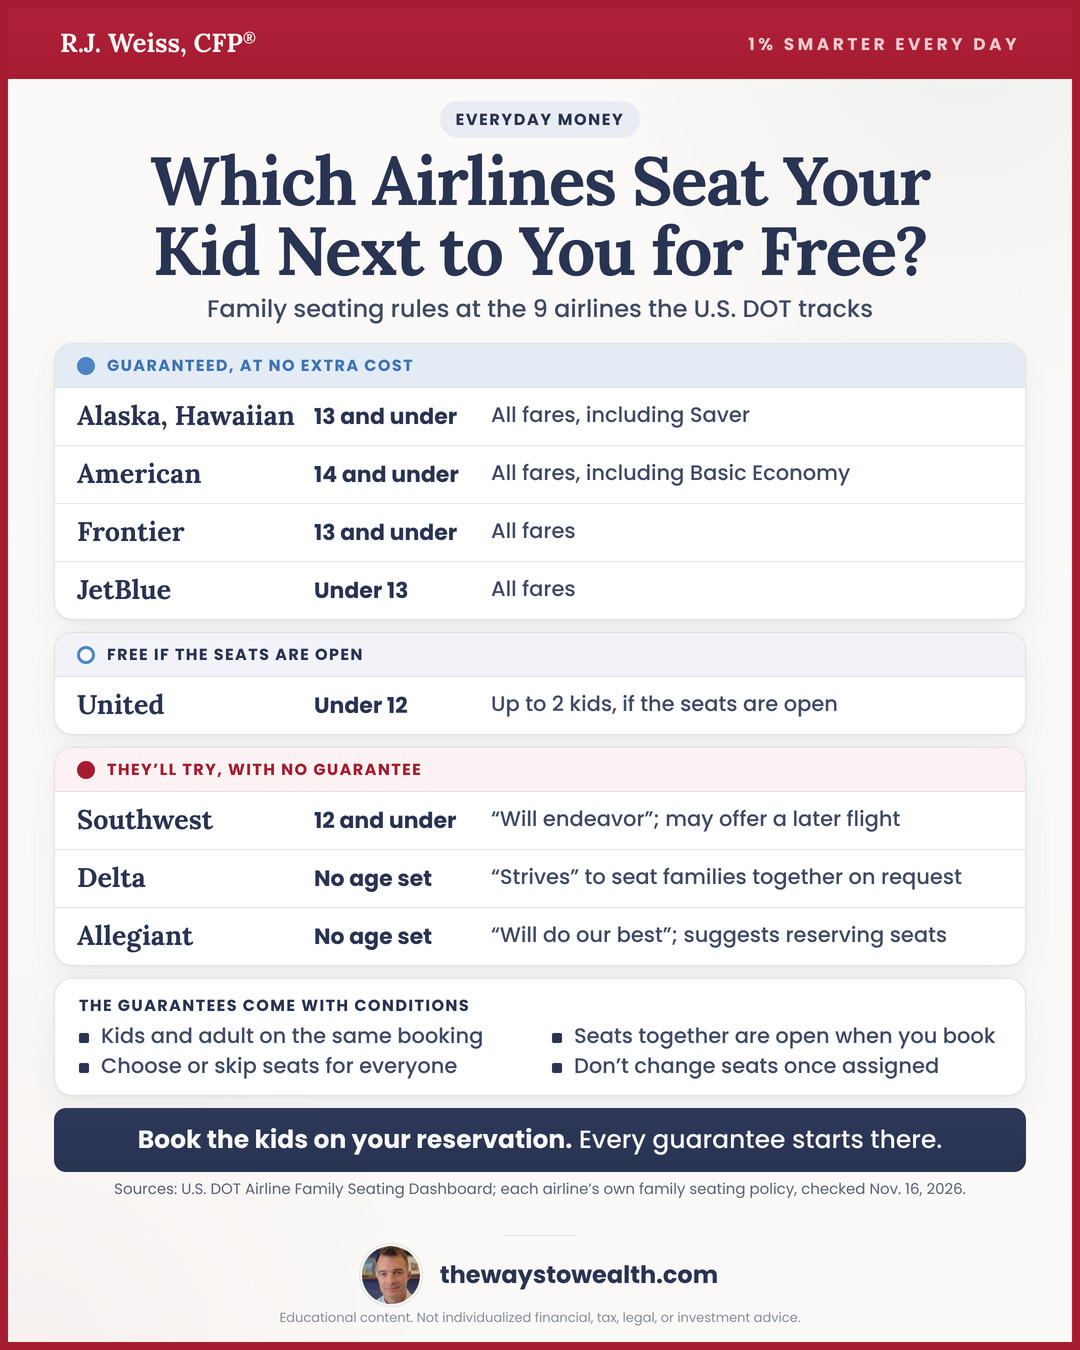 R.J. Weiss, CFP®
1% SMARTER EVERY DAY
EVERYDAY MONEY
Which Airlines Seat Your
Kid Next to You for Free?
Family seating rules at the 9 airlines the U.S. DOT tracks
GUARANTEED, AT NO EXTRA COST
Alaska, Hawaiian 13 and under All fares, including Saver
American 14 and under All fares, including Basic Economy
Frontier 13 and under All fares
JetBlue Under 13 All fares
FREE IF THE SEATS ARE OPEN
United Under 12 Up to 2 kids, if the seats are open
THEY’LL TRY, WITH NO GUARANTEE
Southwest 12 and under “Will endeavor”; may offer a later flight
Delta No age set “Strives” to seat families together on request
Allegiant No age set “Will do our best”; suggests reserving seats
THE GUARANTEES COME WITH CONDITIONS
Kids and adult on the same booking
Choose or skip seats for everyone
Seats together are open when you book
Don’t change seats once assigned
Book the kids on your reservation. Every guarantee starts there.
Sources: U.S. DOT Airline Family Seating Dashboard; each airline’s own family seating policy, checked Nov. 16, 2026.
thewaystowealth.com
Educational content. Not individualized financial, tax, legal, or investment advice.